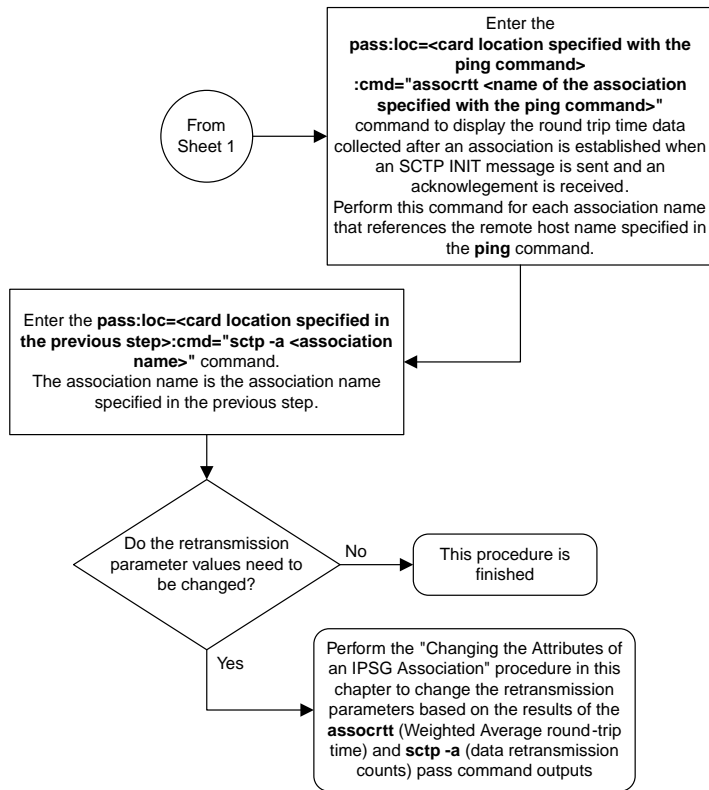 From
Sheet 1
Enter the
pass:loc=<card location specified with the
ping command>
:cmd="assocrtt <name of the association
specified with the ping command>"
command to display the round trip time data
collected after an association is established when
an SCTP INIT message is sent and an
acknowlegement is received.
Perform this command for each association name
that references the remote host name specified in
the ping command.
Enter the pass:loc=<card location specified in
the previous step>:cmd="sctp -a <association
name>" command.
The association name is the association name
specified in the previous step.
Do the retransmission
parameter values need to
be changed?
No
This procedure is
finished
Yes
Perform the "Changing the Attributes of
an IPSG Association" procedure in this
chapter to change the retransmission
parameters based on the results of the
assocrtt (Weighted Average round-trip
time) and sctp -a (data retransmission
counts) pass command outputs